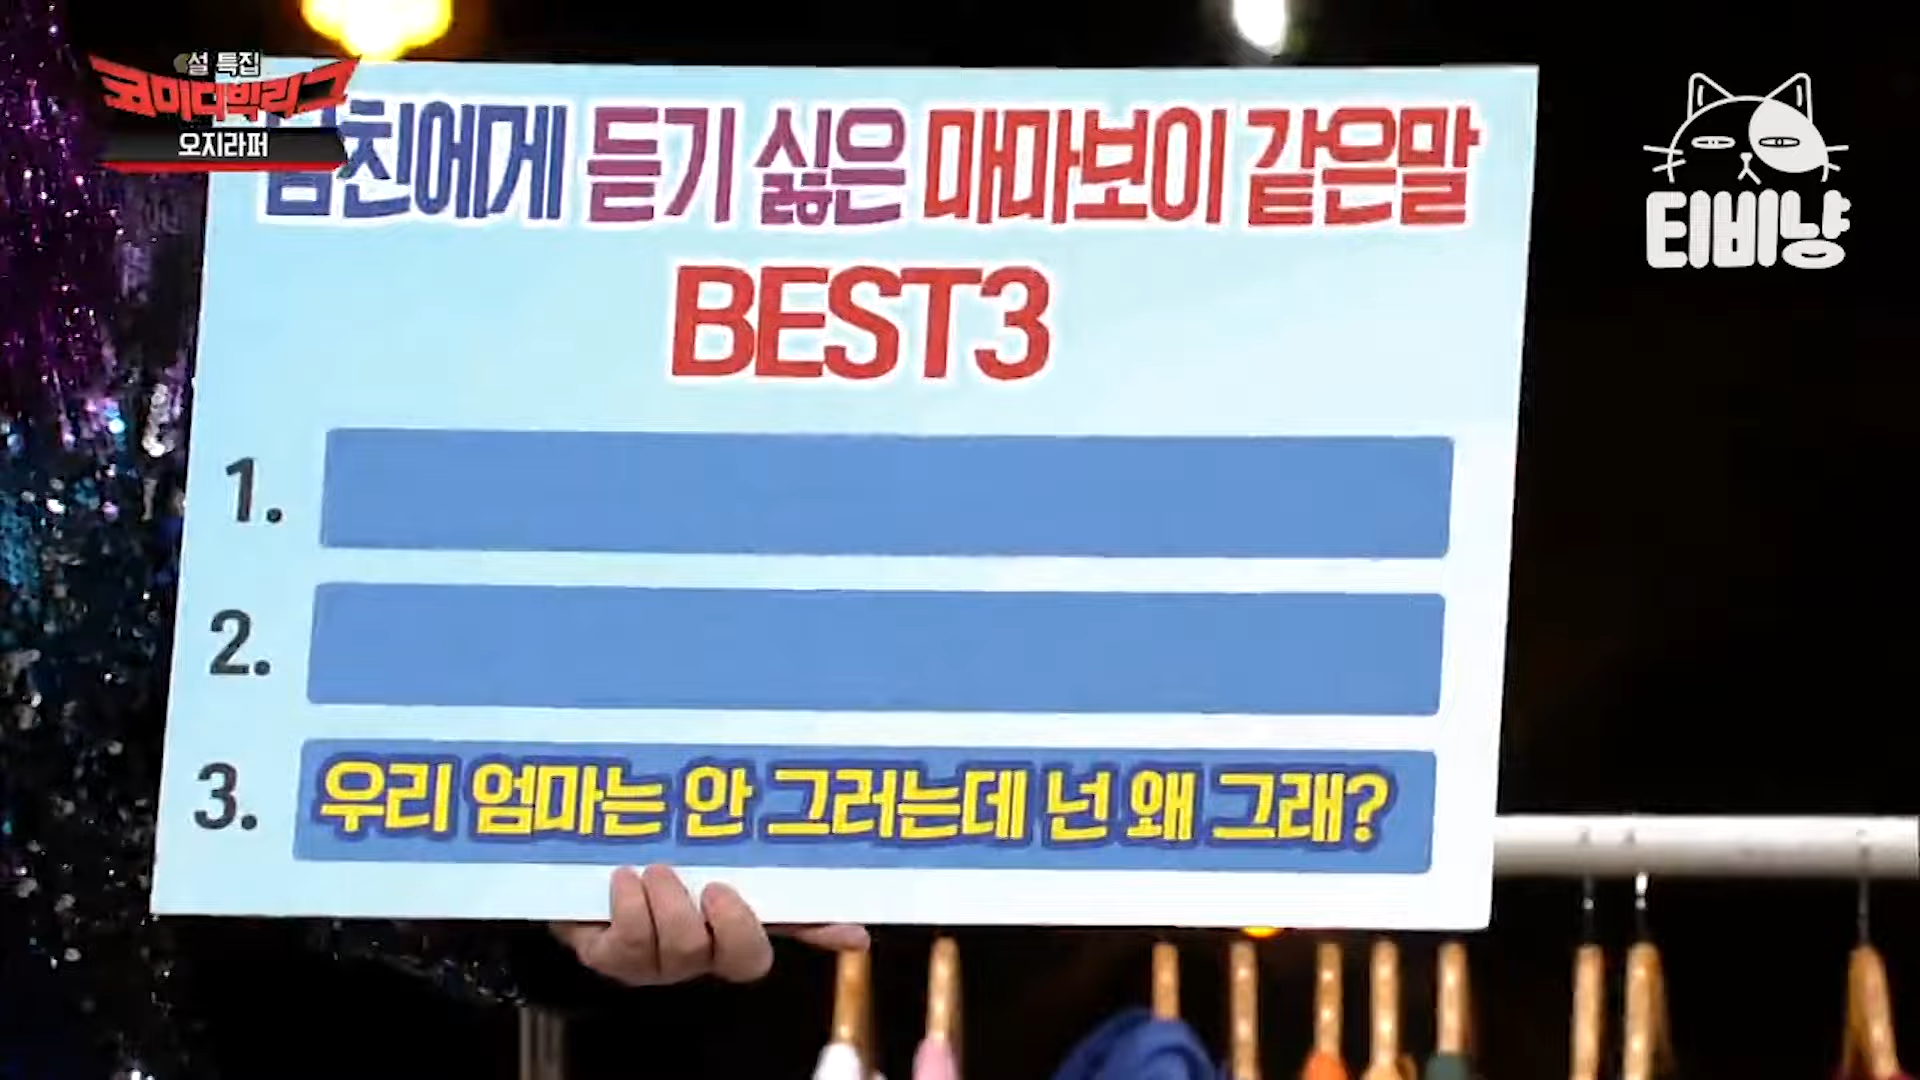 설 특집
코미디빅리그
오지라퍼
티비냥
남친에게 듣기 싫은 마마보이 같은말
BEST3
1.
2.
3. 우리 엄마는 안 그러는데 넌 왜 그래?